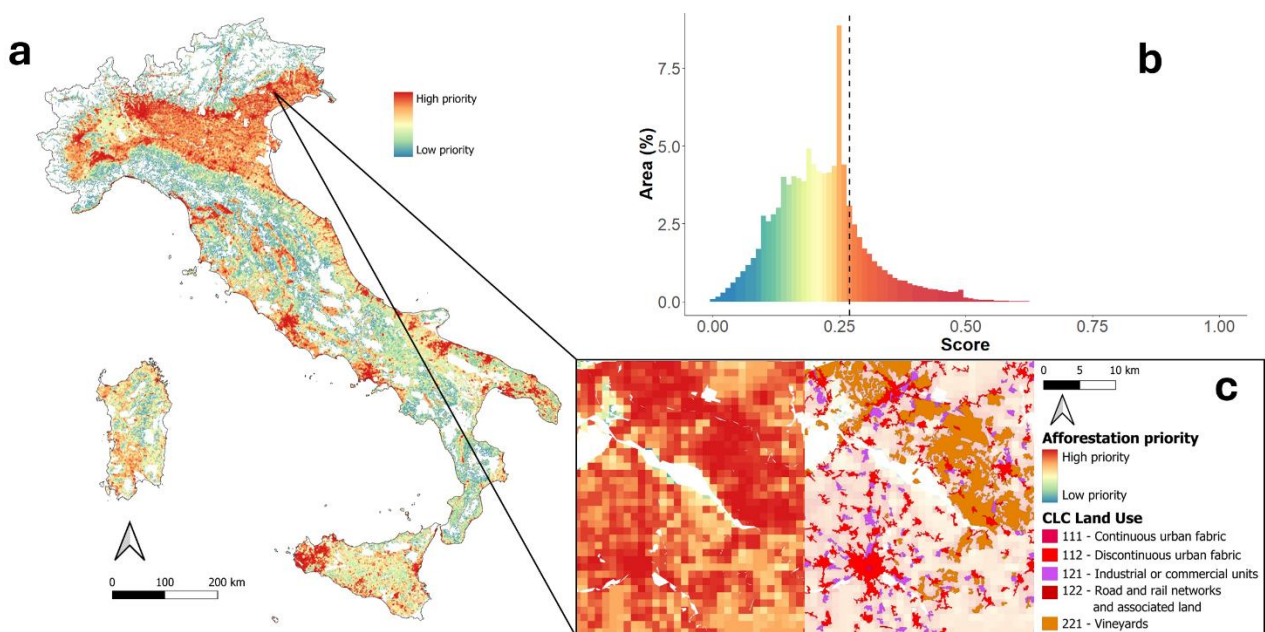 a
High priority
Low priority
0 100 200 km
b
Area (%)
7.5
5.0
2.5
0.0
0.00 0.25 0.50 0.75 1.00
Score
c
0 5 10 km
Afforestation priority
High priority
Low priority
CLC Land Use
111 - Continuous urban fabric
112 - Discontinuous urban fabric
121 - Industrial or commercial units
122 - Road and rail networks
and associated land
221 - Vineyards